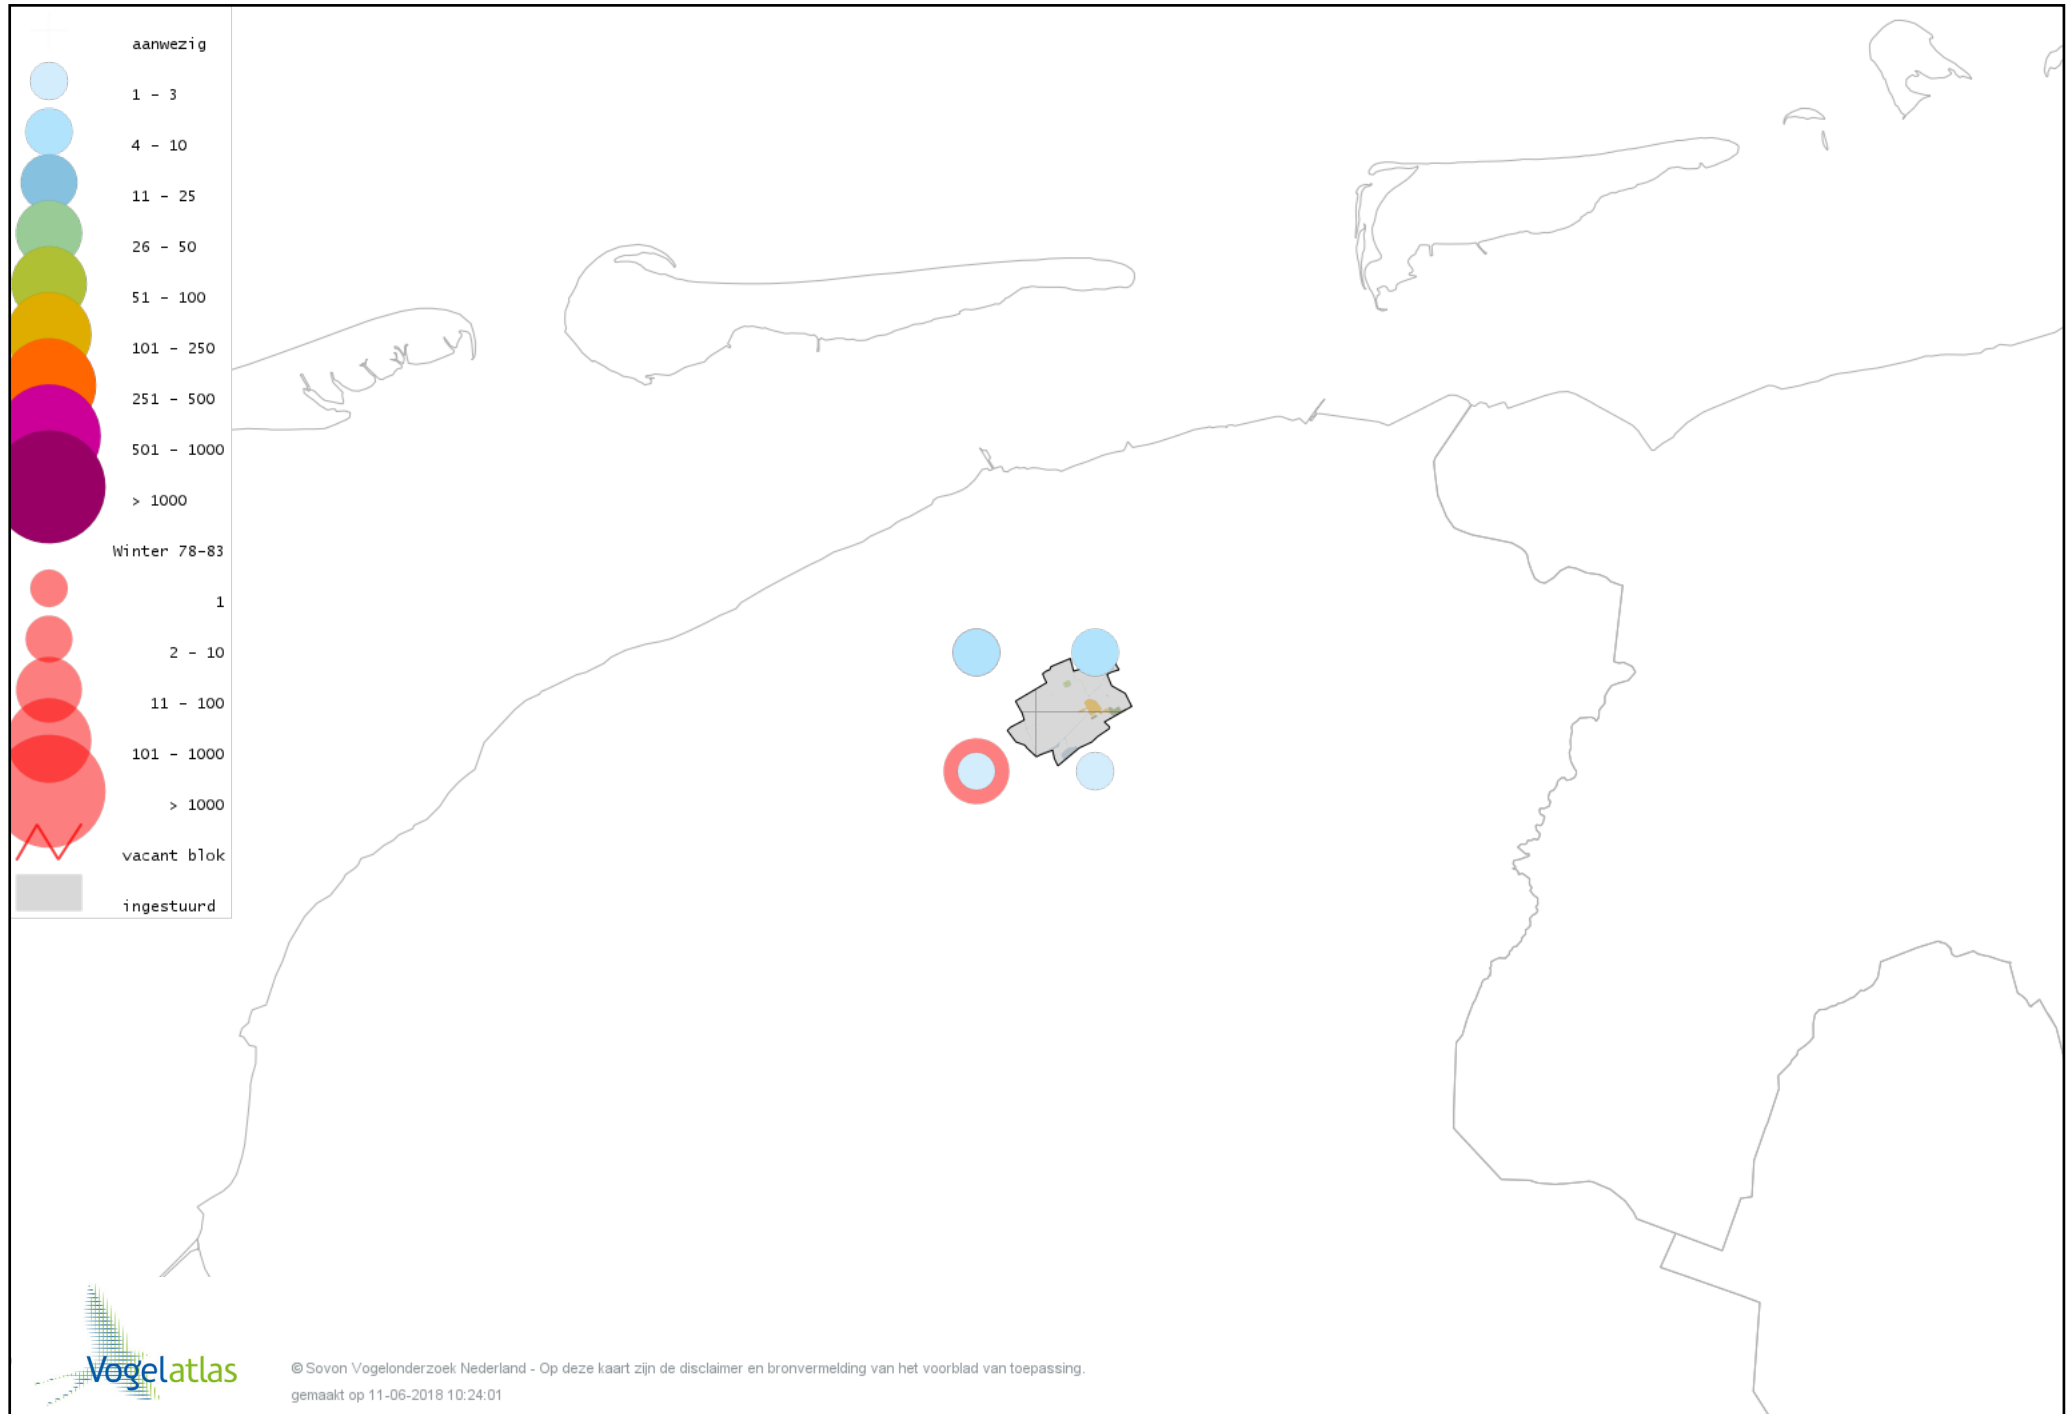 aanwezig
1 - 3
4 - 10
11 - 25
26 - 50
51 - 100
101 - 250
251 - 500
501 - 1000
> 1000
Winter 78-83
1
2 - 10
11 - 100
101 - 1000
> 1000
vacant blok
ingestuurd
Vogelatlas
© Sovon Vogelonderzoek Nederland - Op deze kaart zijn de disclaimer en bronvermelding van het voorblad van toepassing.
gemaakt op 11-06-2018 10:24:01